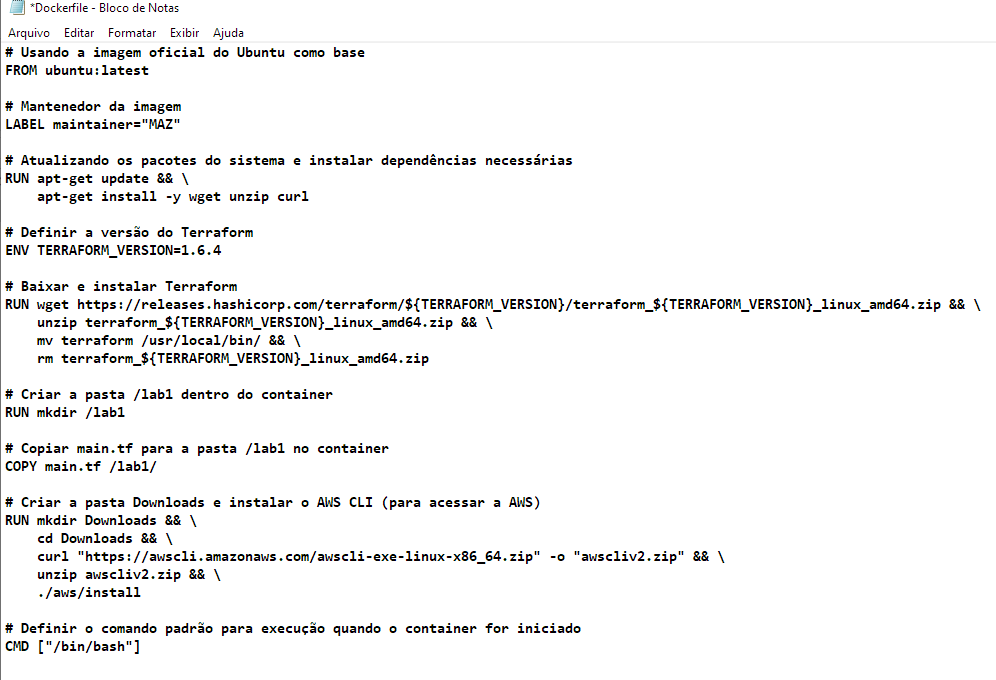 *Dockerfile - Bloco de Notas
Arquivo Editar Formatar Exibir Ajuda
# Usando a imagem oficial do Ubuntu como base
FROM ubuntu:latest
# Mantenedor da imagem
LABEL maintainer="MAZ"
# Atualizando os pacotes do sistema e instalar dependências necessárias
RUN apt-get update && \
    apt-get install -y wget unzip curl
# Definir a versão do Terraform
ENV TERRAFORM_VERSION=1.6.4
# Baixar e instalar Terraform
RUN wget https://releases.hashicorp.com/terraform/${TERRAFORM_VERSION}/terraform_${TERRAFORM_VERSION}_linux_amd64.zip && \
    unzip terraform_${TERRAFORM_VERSION}_linux_amd64.zip && \
    mv terraform /usr/local/bin/ && \
    rm terraform_${TERRAFORM_VERSION}_linux_amd64.zip
# Criar a pasta /lab1 dentro do container
RUN mkdir /lab1
# Copiar main.tf para a pasta /lab1 no container
COPY main.tf /lab1/
# Criar a pasta Downloads e instalar o AWS CLI (para acessar a AWS)
RUN mkdir Downloads && \
    cd Downloads && \
    curl "https://awscli.amazonaws.com/awscli-exe-linux-x86_64.zip" -o "awscliv2.zip" && \
    unzip awscliv2.zip && \
    ./aws/install
# Definir o comando padrão para execução quando o container for iniciado
CMD ["/bin/bash"]